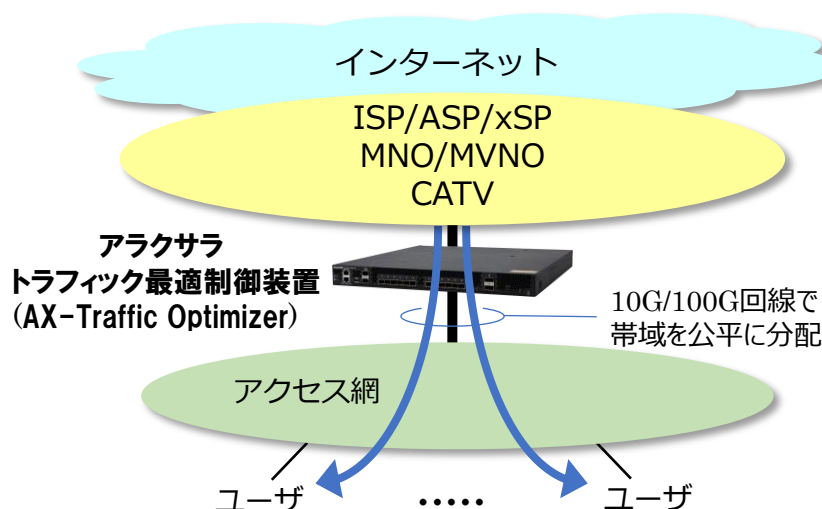 インターネット
ISP/ASP/xSP
MNO/MVNO
CATV
アラクサラ
トラフィック最適制御装置
(AX-Traffic Optimizer)
10G/100G回線で
帯域を公平に分配
アクセス網
ユーザ
・・・・・
ユーザ